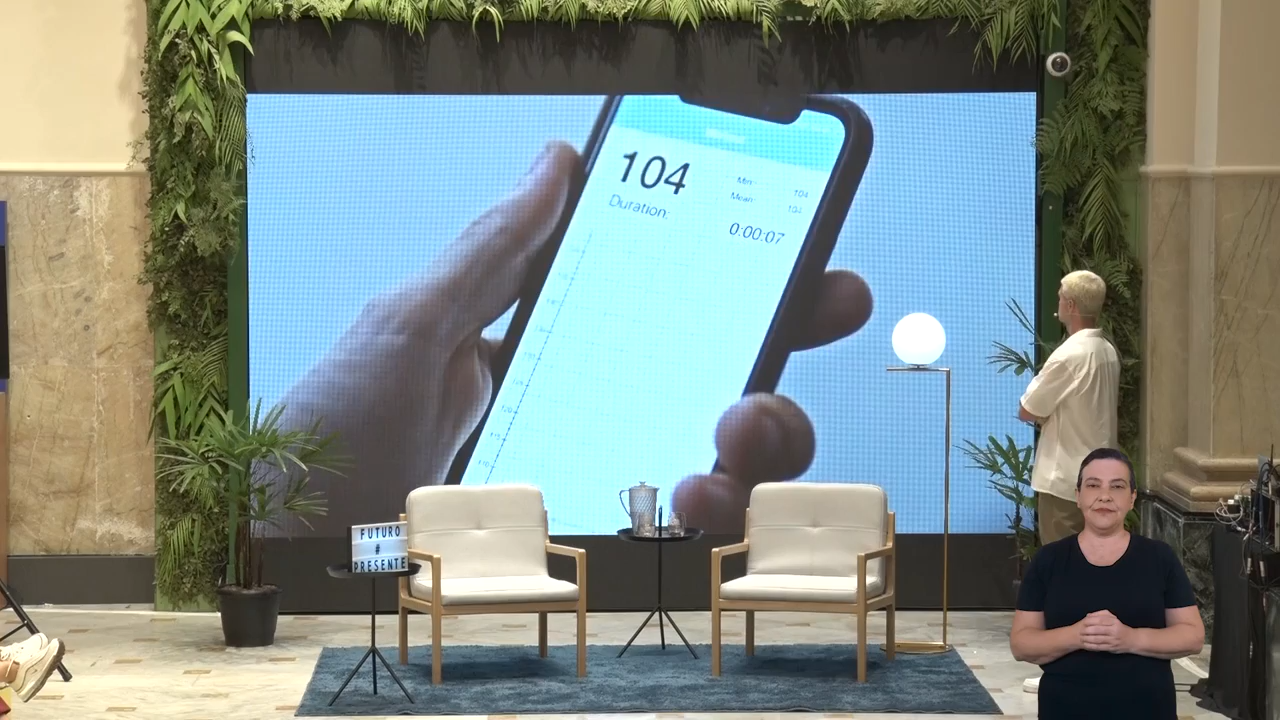 104
Min: 104
Mean: 104
Duration: 0:00:07
FUTURO
#
PRESENTE